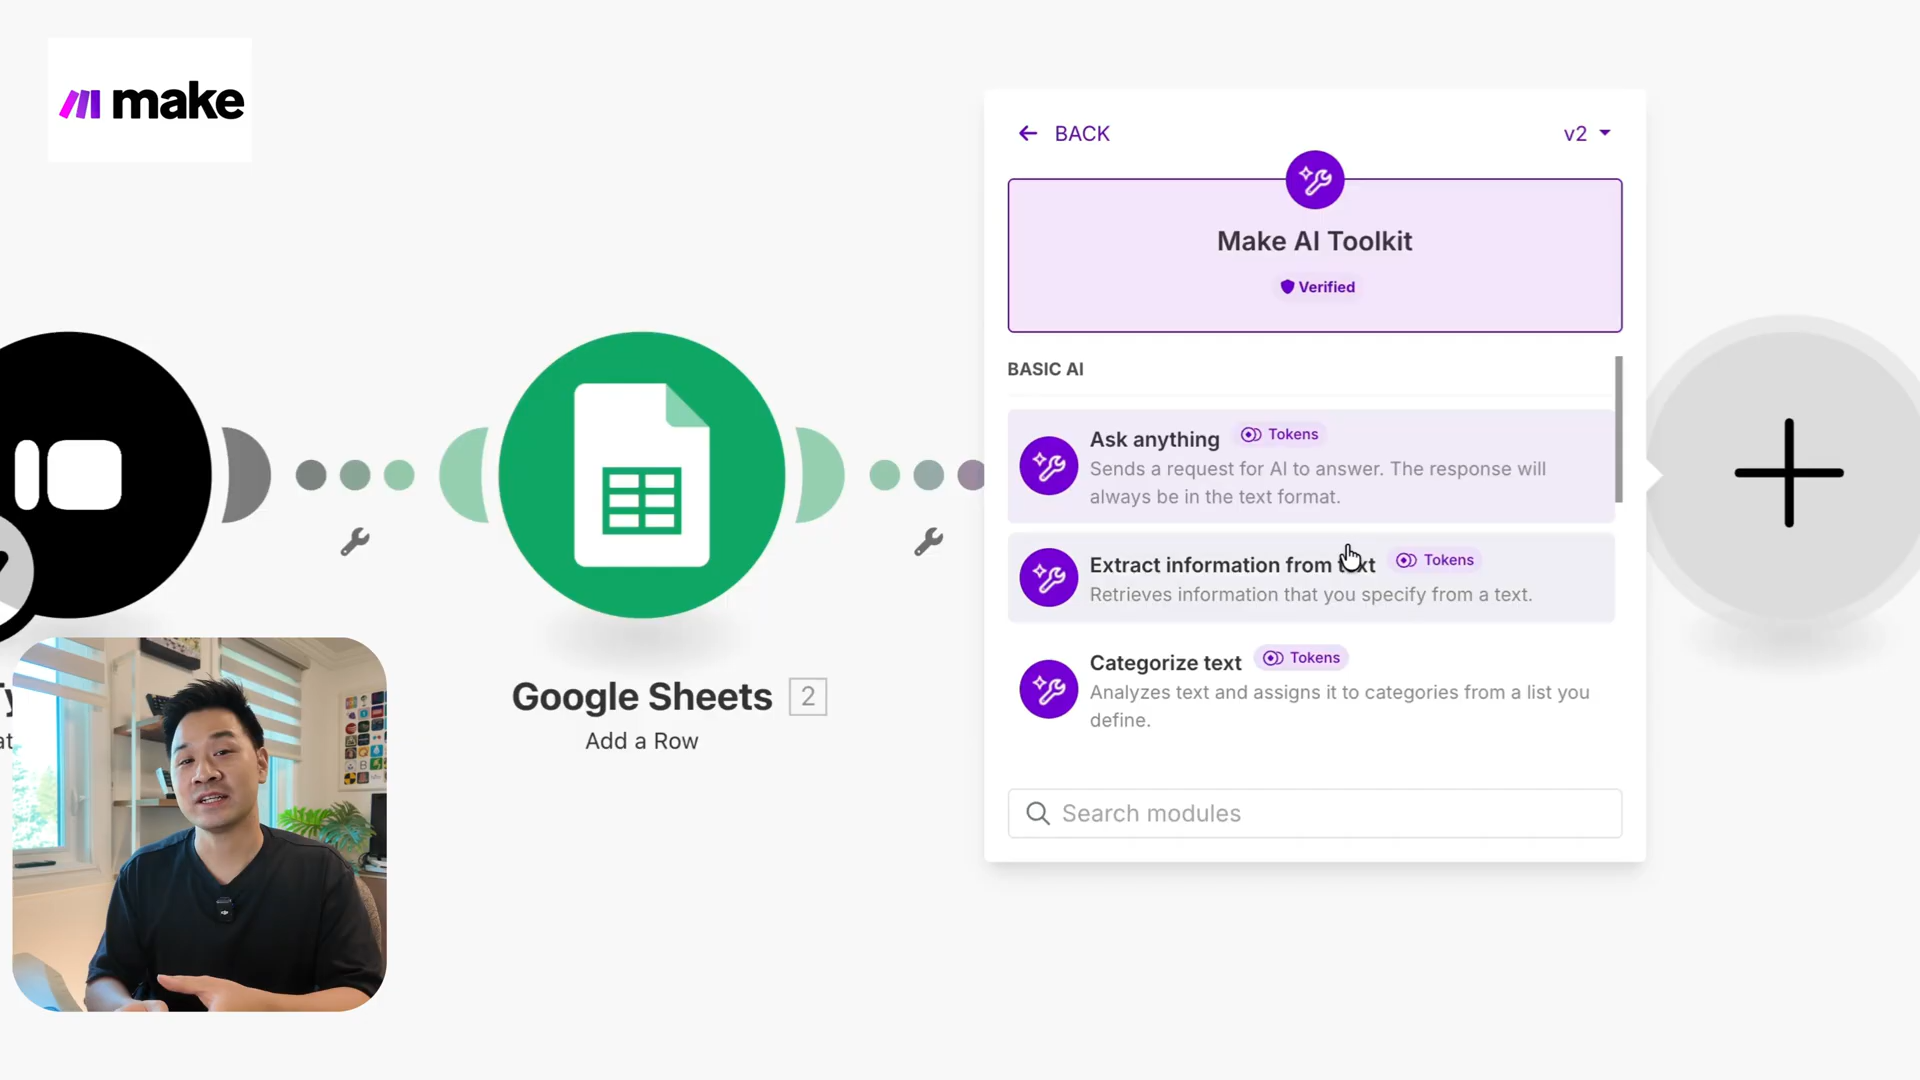 make
BACK
v2
Make AI Toolkit
Verified
BASIC AI
Ask anything
Tokens
Sends a request for AI to answer. The response will
always be in the text format.
Extract information from
Tokens
Retrieves information that you specify from a text.
Categorize text
Tokens
Analyzes text and assigns it to categories from a list you
define.
Search modules
Google Sheets
2
Add a Row